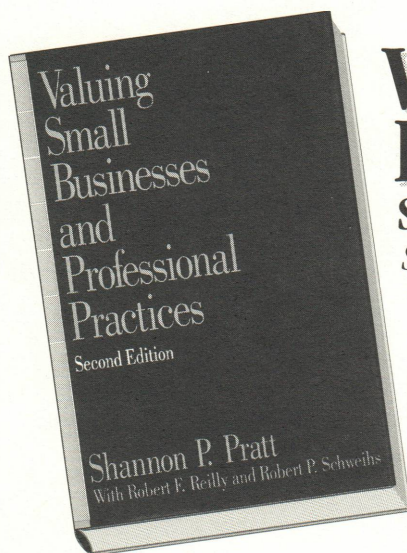 Valuing
Small
Businesses
and
Professional
Practices
Second Edition
Shannon P. Pratt
With Robert F. Reilly and Robert P. Schweihs